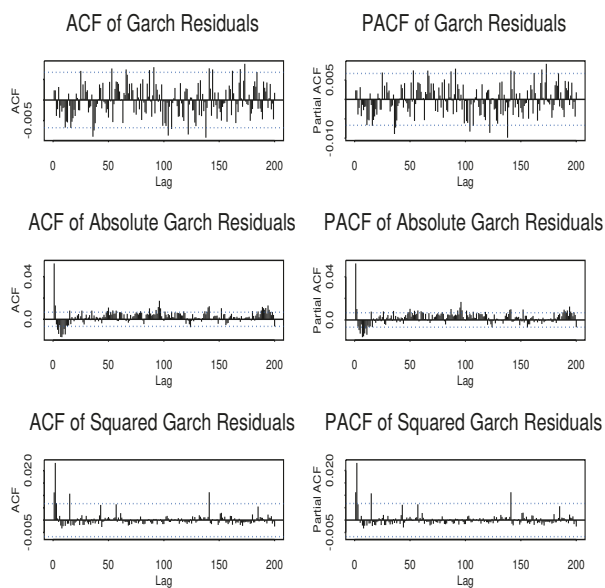 ACF of Garch Residuals
ACF
-0.005
0 50 100 150 200
Lag
PACF of Garch Residuals
Partial ACF
-0.010 0.005
0 50 100 150 200
Lag
ACF of Absolute Garch Residuals
ACF
0.0 0.04
0 50 100 150 200
Lag
PACF of Absolute Garch Residuals
Partial ACF
0.0 0.04
0 50 100 150 200
Lag
ACF of Squared Garch Residuals
ACF
-0.005 0.020
0 50 100 150 200
Lag
PACF of Squared Garch Residuals
Partial ACF
-0.005 0.020
0 50 100 150 200
Lag